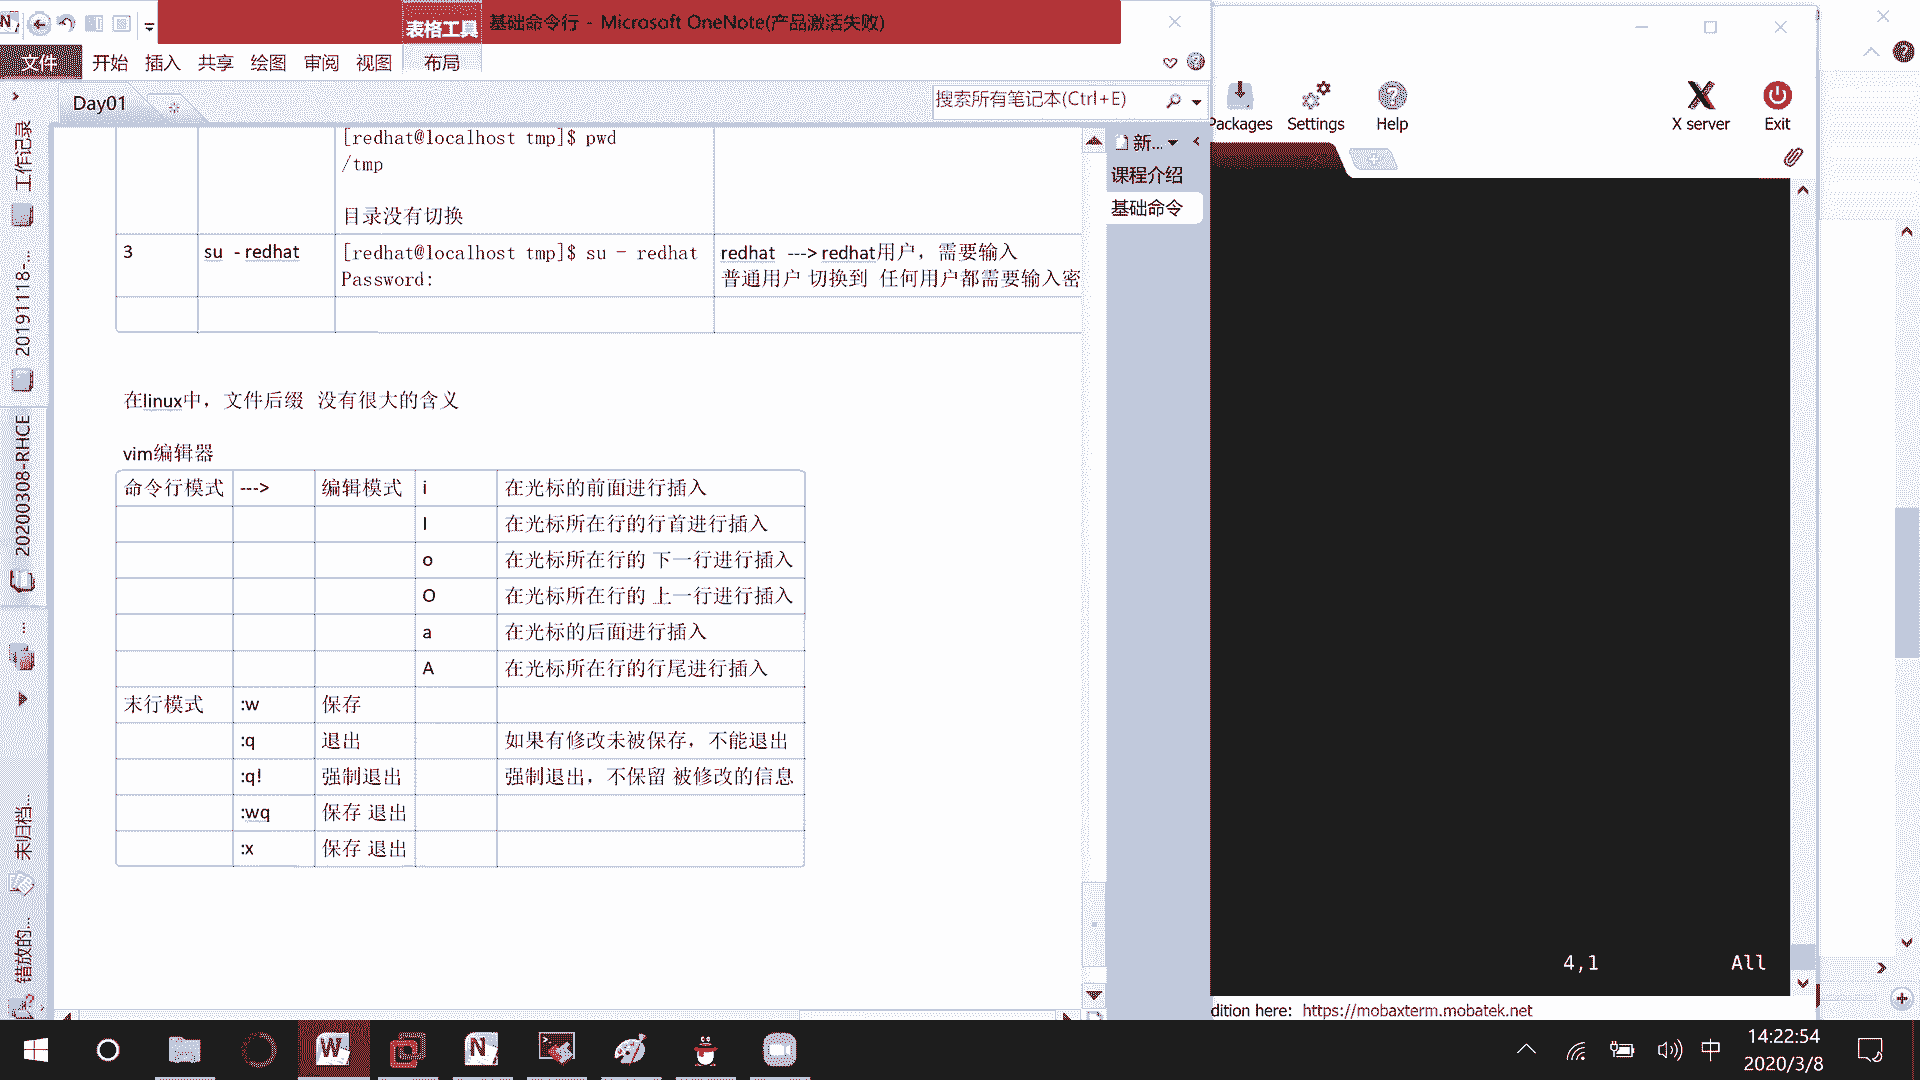 表格工具
基础命令行 - Microsoft OneNote(产品激活失败)
文件 开始 插入 共享 绘图 审阅 视图 布局
Day01
搜索所有笔记本(Ctrl+E)
工作记录
20191118-...
20200308-RHCE
...
未归档...
错放的...
[redhat@localhost tmp]$ pwd
/tmp
目录没有切换
3 su - redhat [redhat@localhost tmp]$ su - redhat redhat ---> redhat用户，需要输入
Password: 普通用户 切换到 任何用户都需要输入密
在linux中，文件后缀 没有很大的含义
vim编辑器
命令行模式 ---> 编辑模式 i 在光标的前面进行插入
I 在光标所在行的行首进行插入
o 在光标所在行的 下一行进行插入
O 在光标所在行的 上一行进行插入
a 在光标的后面进行插入
A 在光标所在行的行尾进行插入
末行模式 :w 保存
:q 退出 如果有修改未被保存，不能退出
:q! 强制退出 强制退出，不保留 被修改的信息
:wq 保存 退出
:x 保存 退出
新...
课程介绍
基础命令
Packages Settings Help X server Exit
4,1 All
dition here: https://mobaxterm.mobatek.net
中
14:22:54
2020/3/8